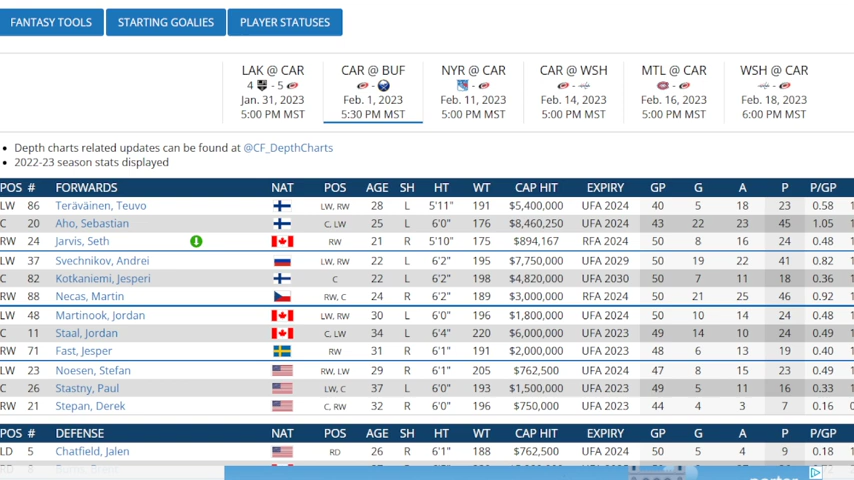 FANTASY TOOLS STARTING GOALIES PLAYER STATUSES
LAK @ CAR CAR @ BUF NYR @ CAR CAR @ WSH MTL @ CAR WSH @ CAR
4 - 5 - - - - -
Jan. 31, 2023 Feb. 1, 2023 Feb. 11, 2023 Feb. 14, 2023 Feb. 16, 2023 Feb. 18, 2023
5:00 PM MST 5:30 PM MST 5:00 PM MST 5:00 PM MST 5:00 PM MST 6:00 PM MST
• Depth charts related updates can be found at @CF_DepthCharts
• 2022-23 season stats displayed
POS # FORWARDS NAT POS AGE SH HT WT CAP HIT EXPIRY GP G A P P/GP
LW 86 Teräväinen, Teuvo LW, RW 28 L 5'11" 191 $5,400,000 UFA 2024 40 5 18 23 0.58
C 20 Aho, Sebastian C, LW 25 L 6'0" 176 $8,460,250 UFA 2024 43 22 23 45 1.05
RW 24 Jarvis, Seth RW 21 R 5'10" 175 $894,167 RFA 2024 50 8 16 24 0.48
LW 37 Svechnikov, Andrei LW, RW 22 L 6'2" 195 $7,750,000 UFA 2029 50 19 22 41 0.82
C 82 Kotkaniemi, Jesperi C 22 L 6'2" 198 $4,820,000 UFA 2030 50 7 11 18 0.36
RW 88 Necas, Martin RW, C 24 R 6'2" 189 $3,000,000 RFA 2024 50 21 25 46 0.92
LW 48 Martinook, Jordan LW, RW 30 L 6'0" 196 $1,800,000 UFA 2024 50 10 14 24 0.48
C 11 Staal, Jordan C, LW 34 L 6'4" 220 $6,000,000 UFA 2023 49 14 10 24 0.49
RW 71 Fast, Jesper RW 31 R 6'1" 191 $2,000,000 UFA 2023 48 6 13 19 0.40
LW 23 Noesen, Stefan RW, LW 29 R 6'1" 205 $762,500 UFA 2024 47 8 15 23 0.49
C 26 Stastny, Paul LW, C 37 L 6'0" 193 $1,500,000 UFA 2023 49 5 11 16 0.33
RW 21 Stepan, Derek C, RW 32 R 6'0" 196 $750,000 UFA 2023 44 4 3 7 0.16
POS # DEFENSE NAT POS AGE SH HT WT CAP HIT EXPIRY GP G A P P/GP
LD 5 Chatfield, Jalen RD 26 R 6'1" 188 $762,500 UFA 2024 50 5 4 9 0.18